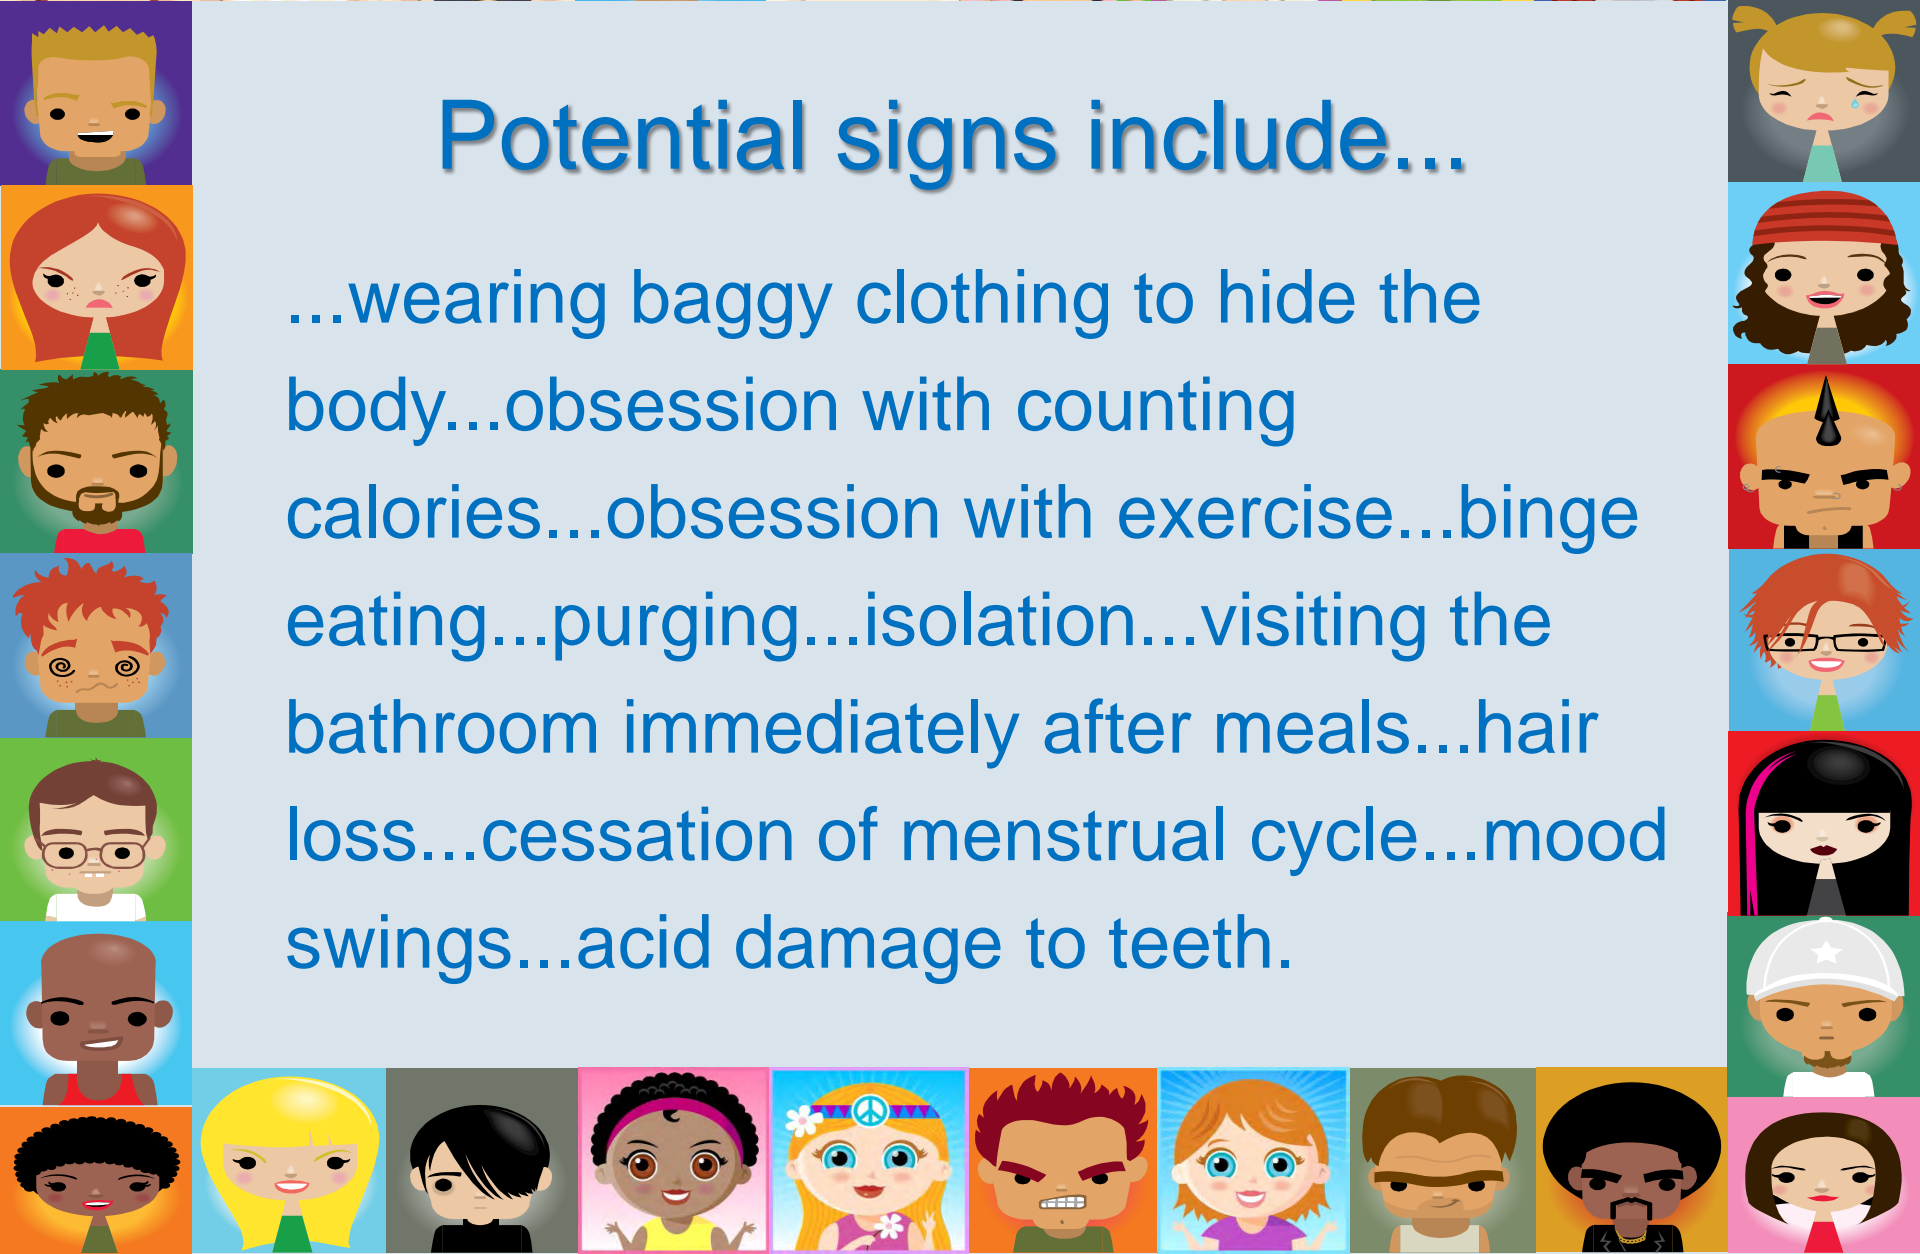 Potential signs include...
...wearing baggy clothing to hide the
body...obsession with counting
calories...obsession with exercise...binge
eating...purging...isolation...visiting the
bathroom immediately after meals...hair
loss...cessation of menstrual cycle...mood
swings...acid damage to teeth.